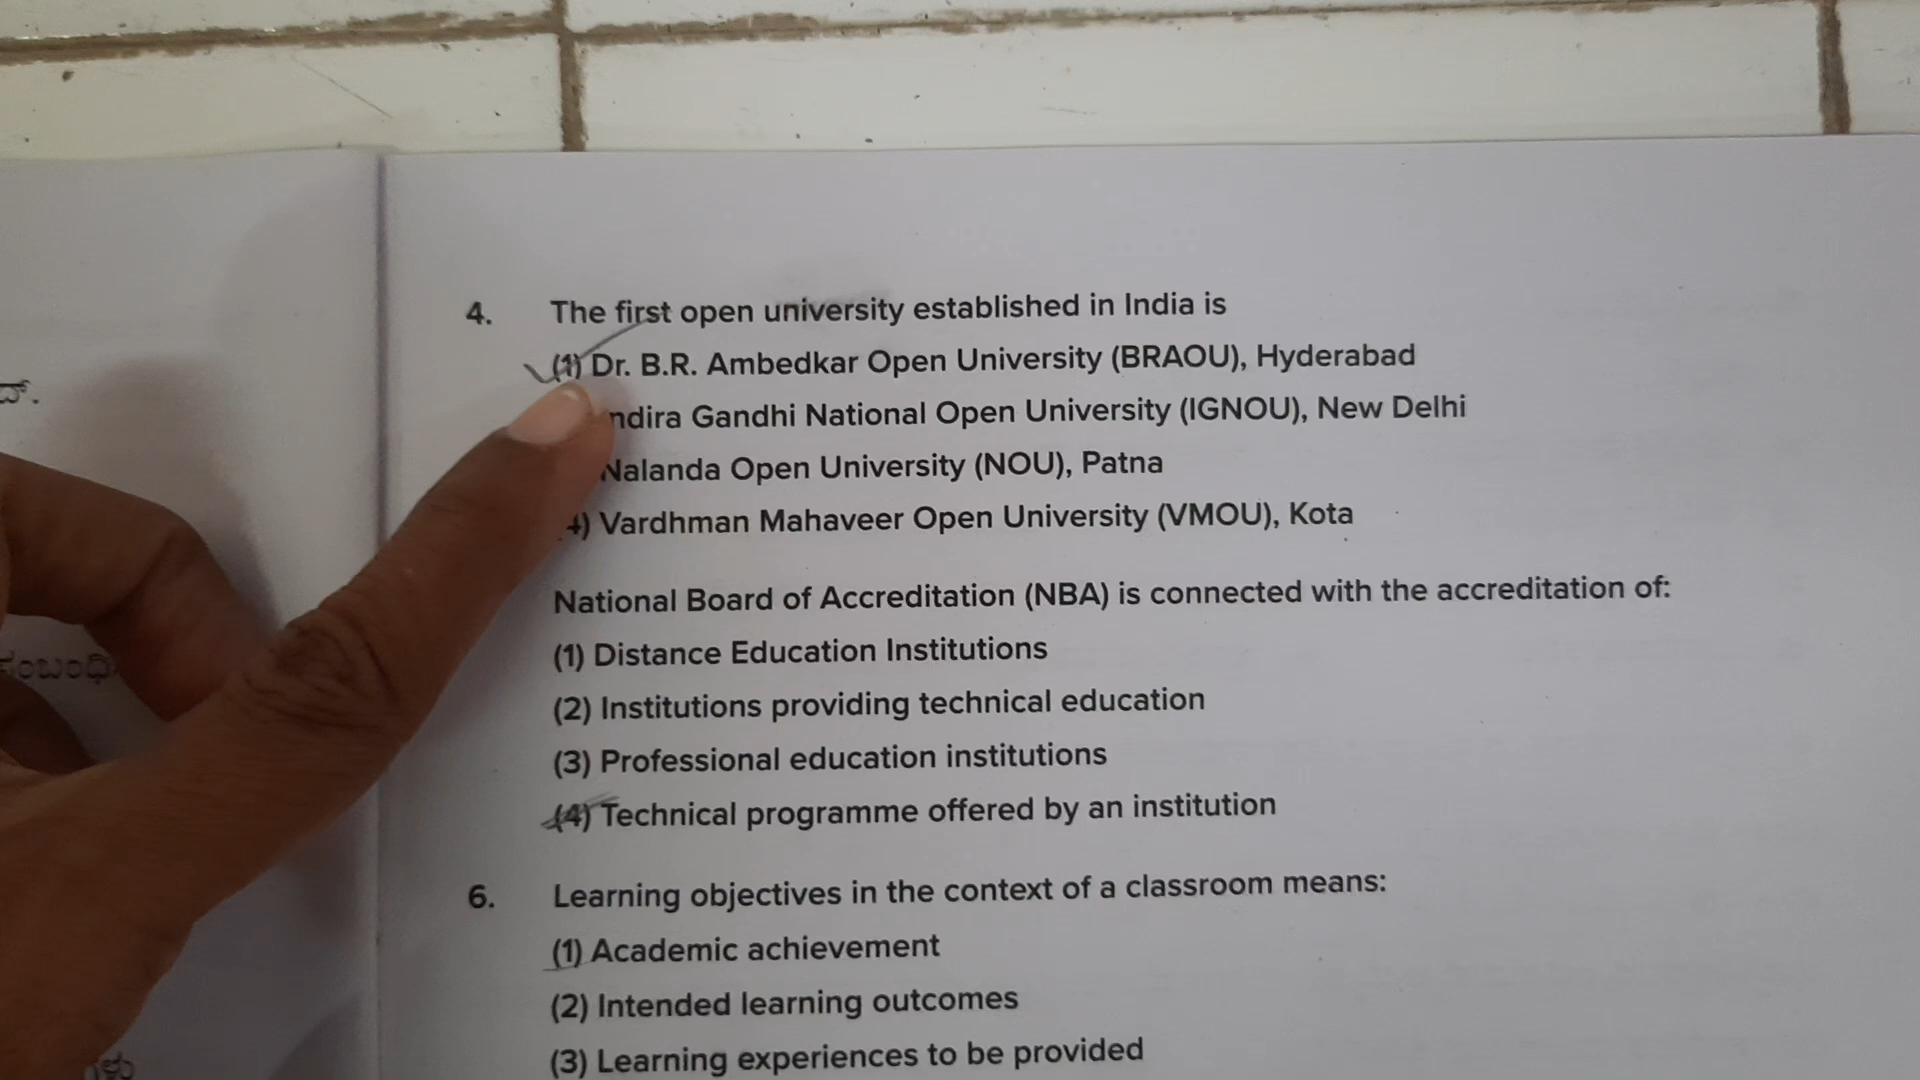 4. The first open university established in India is
(1) Dr. B.R. Ambedkar Open University (BRAOU), Hyderabad
ndira Gandhi National Open University (IGNOU), New Delhi
Nalanda Open University (NOU), Patna
4) Vardhman Mahaveer Open University (VMOU), Kota
National Board of Accreditation (NBA) is connected with the accreditation of:
(1) Distance Education Institutions
(2) Institutions providing technical education
(3) Professional education institutions
(4) Technical programme offered by an institution
6. Learning objectives in the context of a classroom means:
(1) Academic achievement
(2) Intended learning outcomes
(3) Learning experiences to be provided